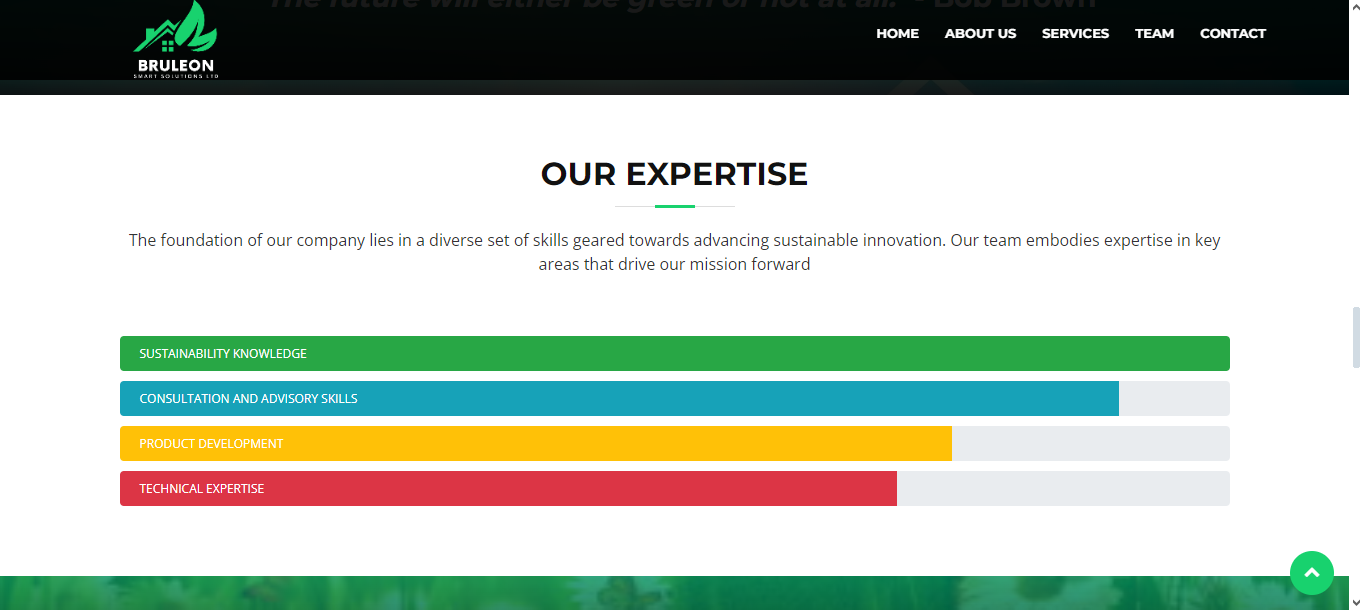 "The future will either be green or not at all." - Bob Brown
BRULEON
SMART SOLUTIONS LTD
HOME ABOUT US SERVICES TEAM CONTACT
OUR EXPERTISE
The foundation of our company lies in a diverse set of skills geared towards advancing sustainable innovation. Our team embodies expertise in key
areas that drive our mission forward
SUSTAINABILITY KNOWLEDGE
CONSULTATION AND ADVISORY SKILLS
PRODUCT DEVELOPMENT
TECHNICAL EXPERTISE